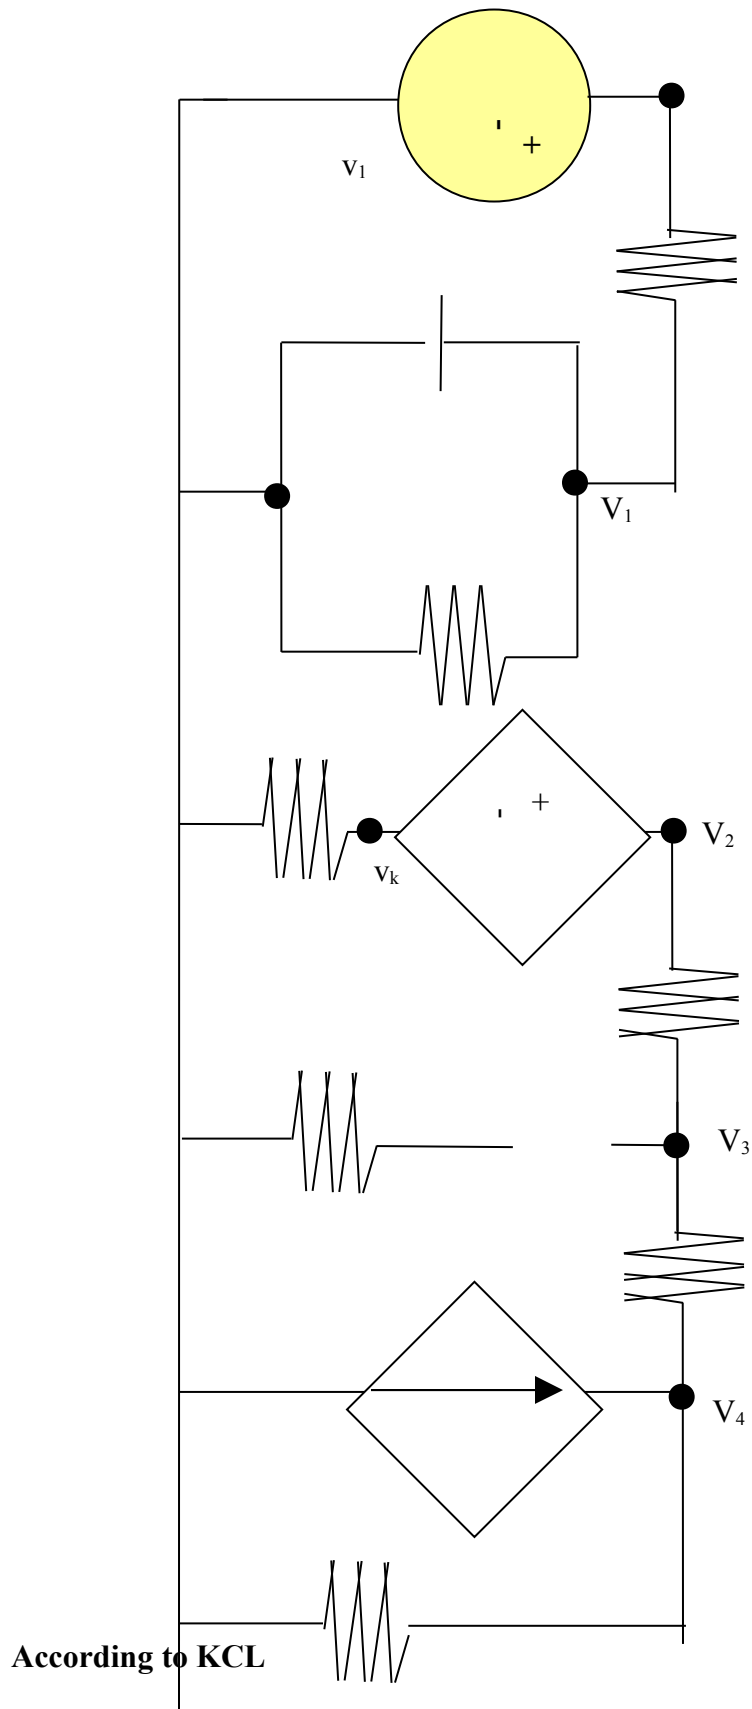 - +
v₁
V₁
- +
V₂
vₖ
V₃
V₄
According to KCL